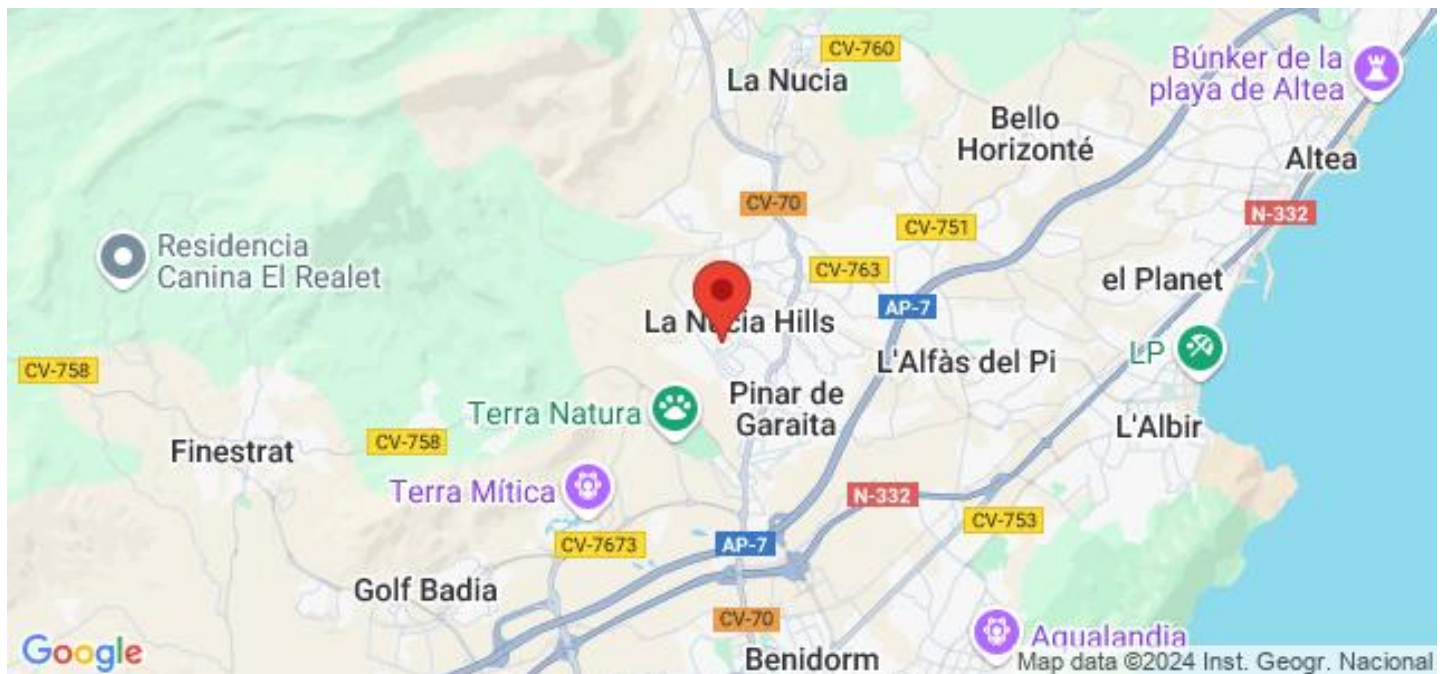 CV-760
La Nucia
Búnker de la
playa de Altea
Bello
Horizonté
Altea
CV-70
N-332
CV-751
Residencia
Canina El Realet
CV-763
el Planet
AP-7
La Nucia Hills
LP
L'Alfàs del Pi
CV-758
Terra Natura
Pinar de
Garaita
L'Albir
Finestrat
CV-758
Terra Mítica
N-332
CV-753
CV-7673
AP-7
Golf Badia
CV-70
Aqualandia
Google
Benidorm
Map data ©2024 Inst. Geogr. Nacional